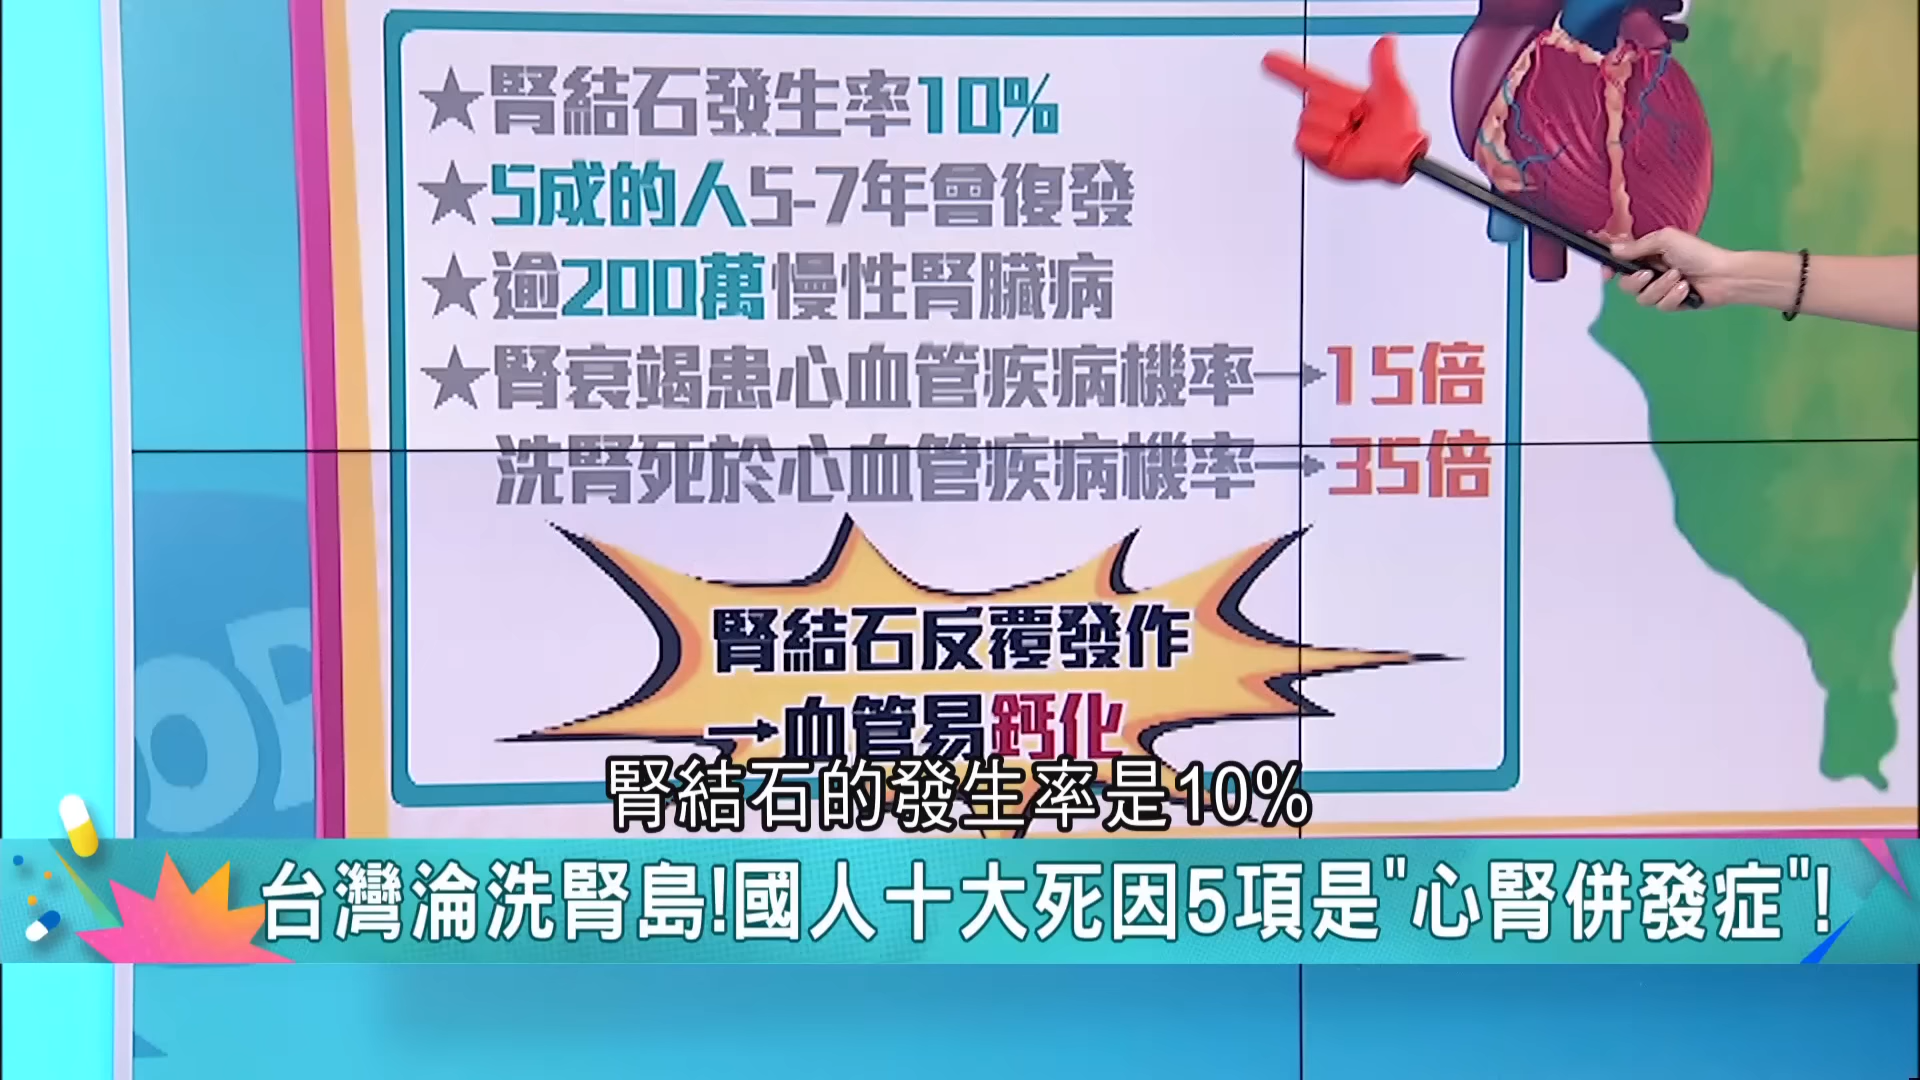 ★腎結石發生率10%
★5成的人5-7年會復發
★逾200萬慢性腎臟病
★腎衰竭患心血管疾病機率→15倍
洗腎死於心血管疾病機率→35倍
腎結石反覆發作
→血管易鈣化
腎結石的發生率是10%
台灣淪洗腎島!國人十大死因5項是"心腎併發症"!